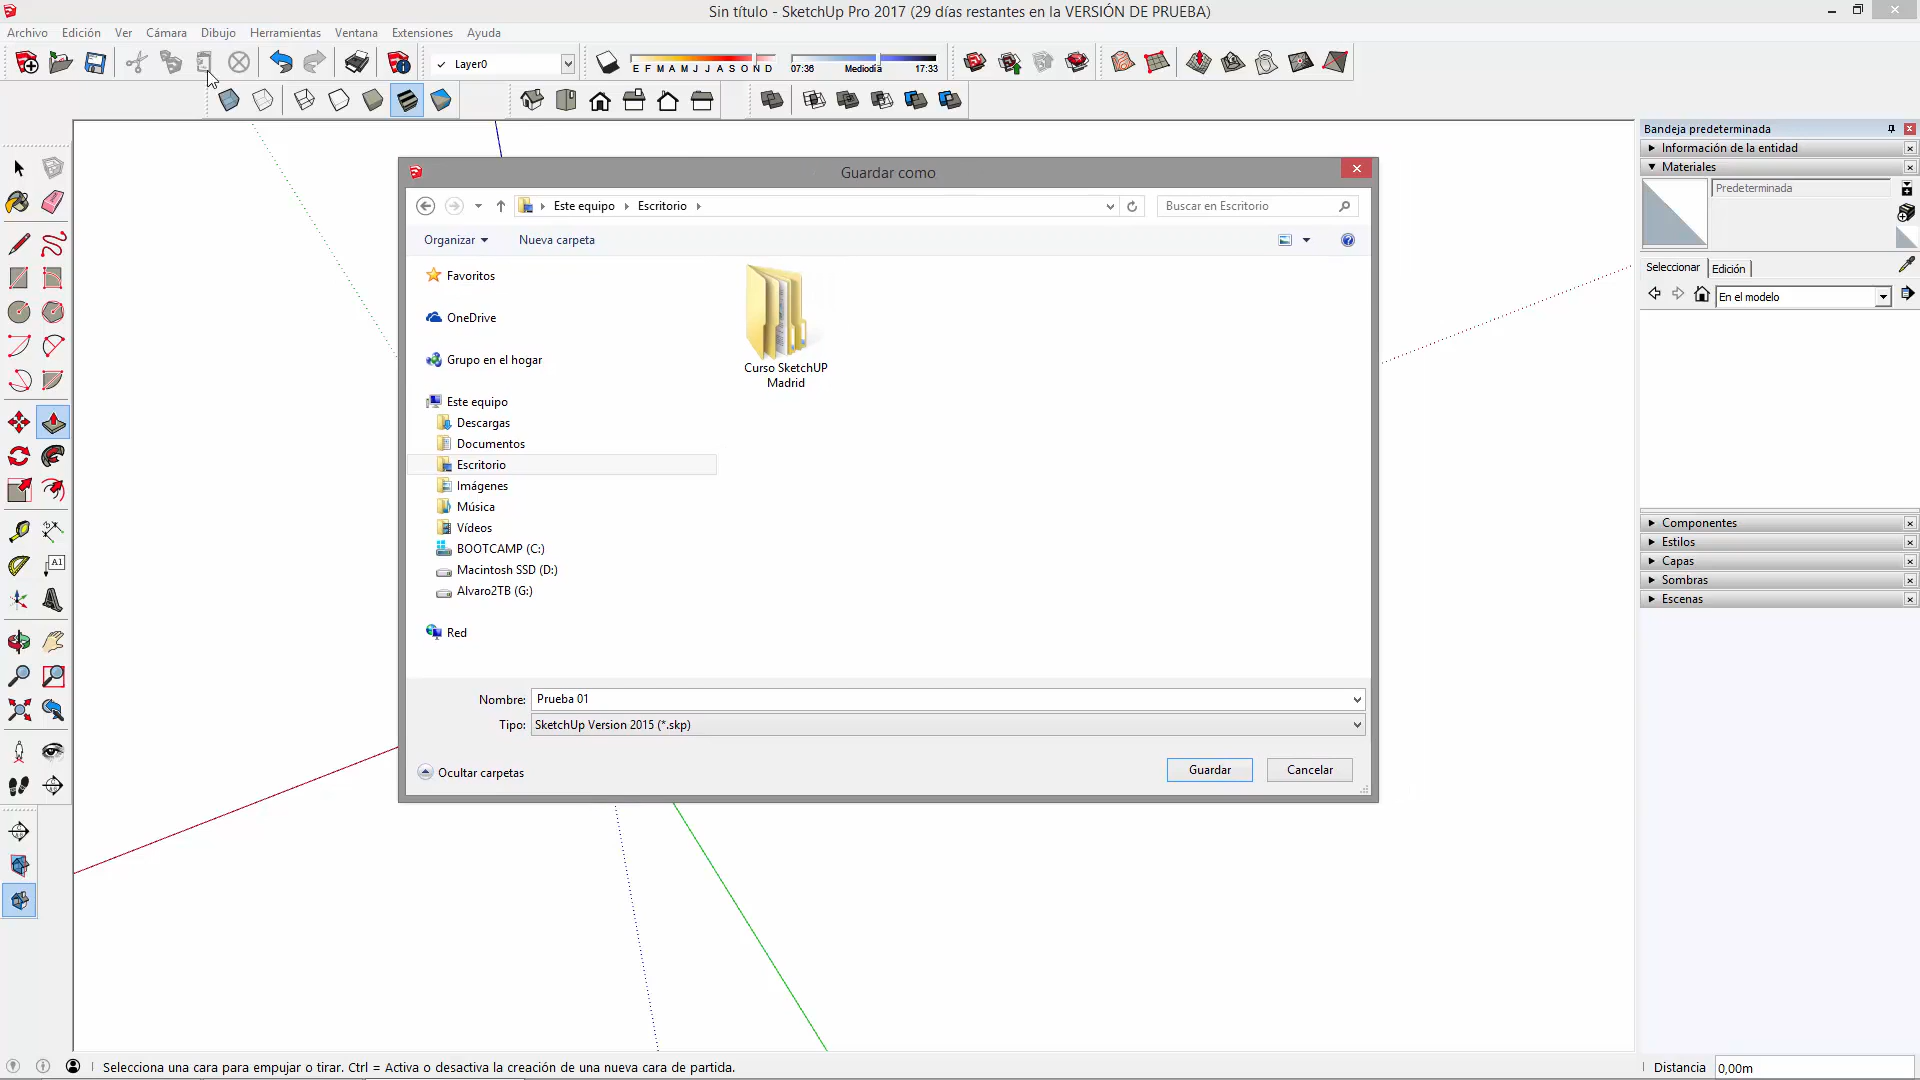 Sin título - SketchUp Pro 2017 (29 días restantes en la VERSIÓN DE PRUEBA)
Archivo Edición Ver Cámara Dibujo Herramientas Ventana Extensiones Ayuda
Layer0
E F M A M J J A S O N D
07:36 Mediodía 17:33
Guardar como
Este equipo Escritorio
Buscar en Escritorio
Organizar
Nueva carpeta
Favoritos
OneDrive
Grupo en el hogar
Este equipo
Descargas
Documentos
Escritorio
Imágenes
Música
Vídeos
BOOTCAMP (C:)
Macintosh SSD (D:)
Alvaro2TB (G:)
Red
Curso SketchUP
Madrid
Nombre: Prueba 01
Tipo: SketchUp Version 2015 (*.skp)
Ocultar carpetas
Guardar
Cancelar
Bandeja predeterminada
Información de la entidad
Materiales
Predeterminada
Seleccionar Edición
En el modelo
Componentes
Estilos
Capas
Sombras
Escenas
A1
Selecciona una cara para empujar o tirar. Ctrl = Activa o desactiva la creación de una nueva cara de partida.
Distancia 0,00m